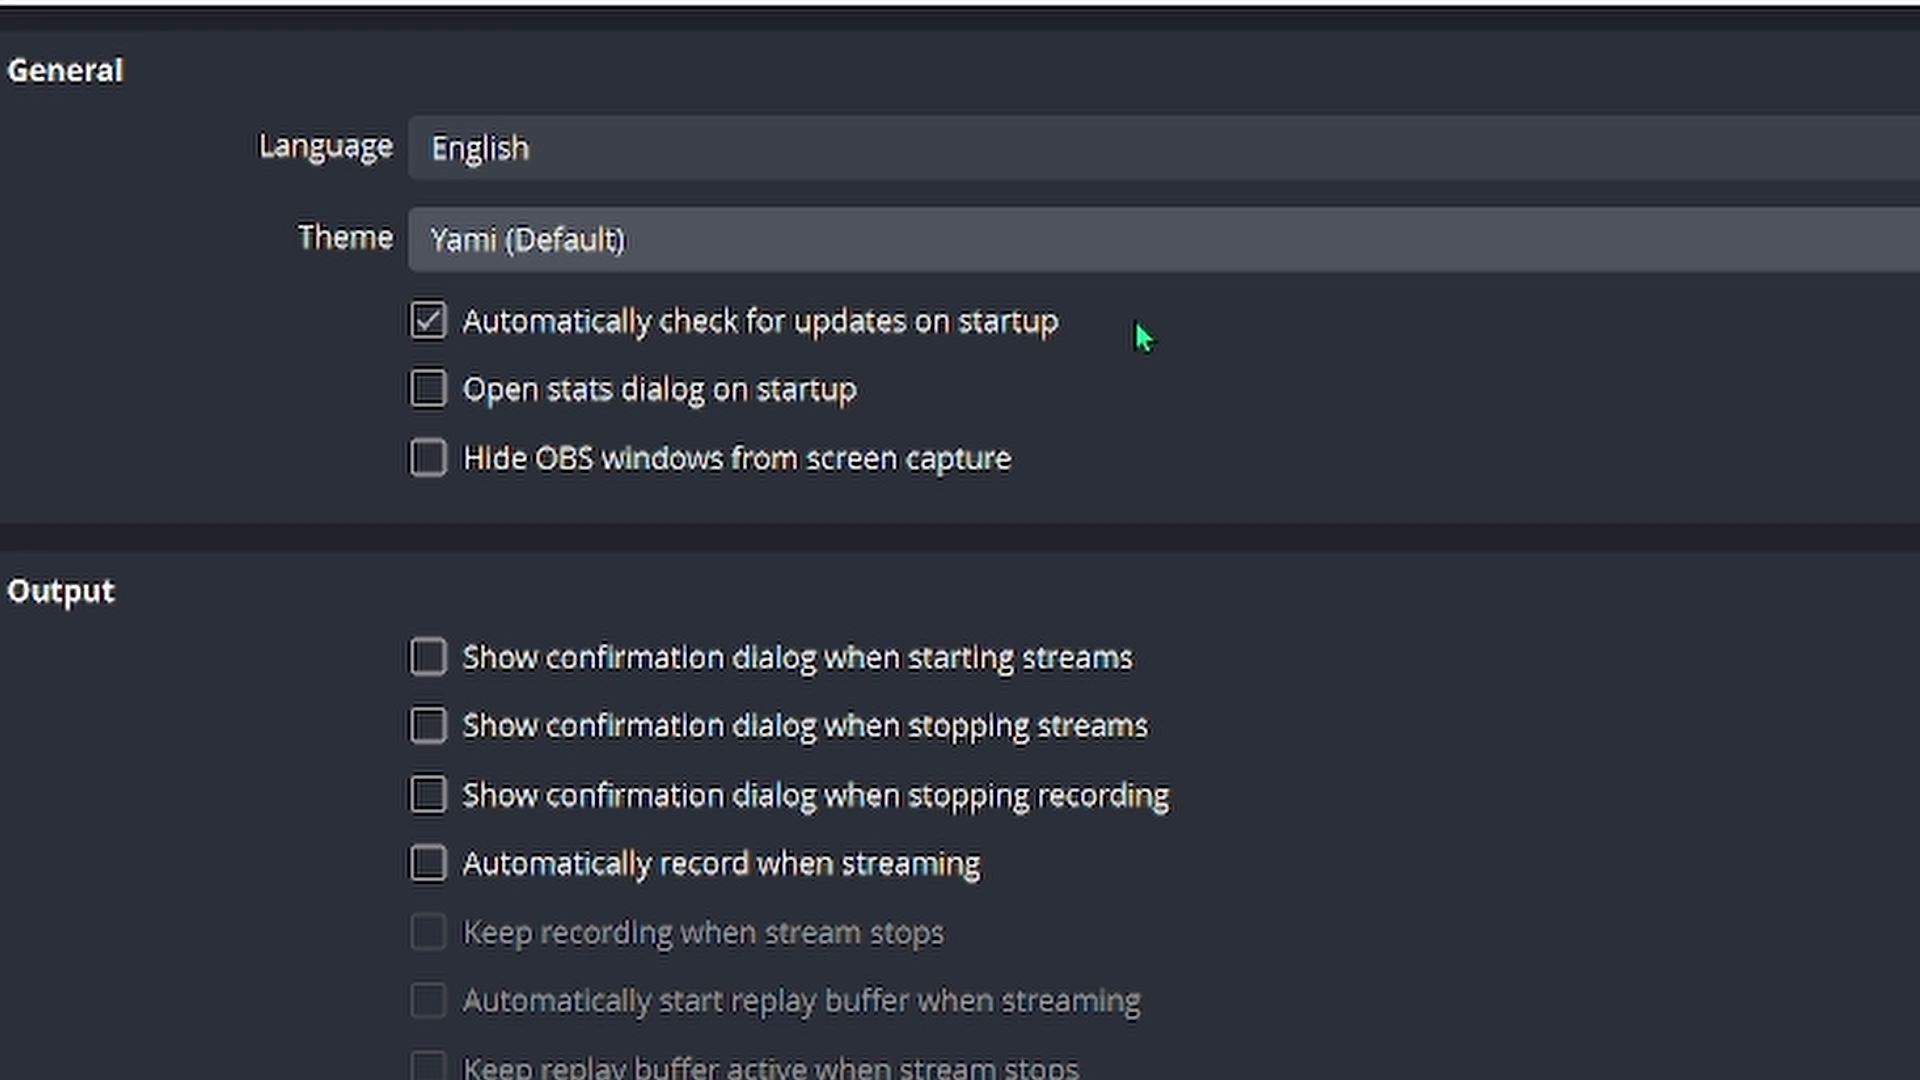 General
Language English
Theme Yami (Default)
Automatically check for updates on startup
Open stats dialog on startup
Hide OBS windows from screen capture
Output
Show confirmation dialog when starting streams
Show confirmation dialog when stopping streams
Show confirmation dialog when stopping recording
Automatically record when streaming
Keep recording when stream stops
Automatically start replay buffer when streaming
Keep replay buffer active when stream stops